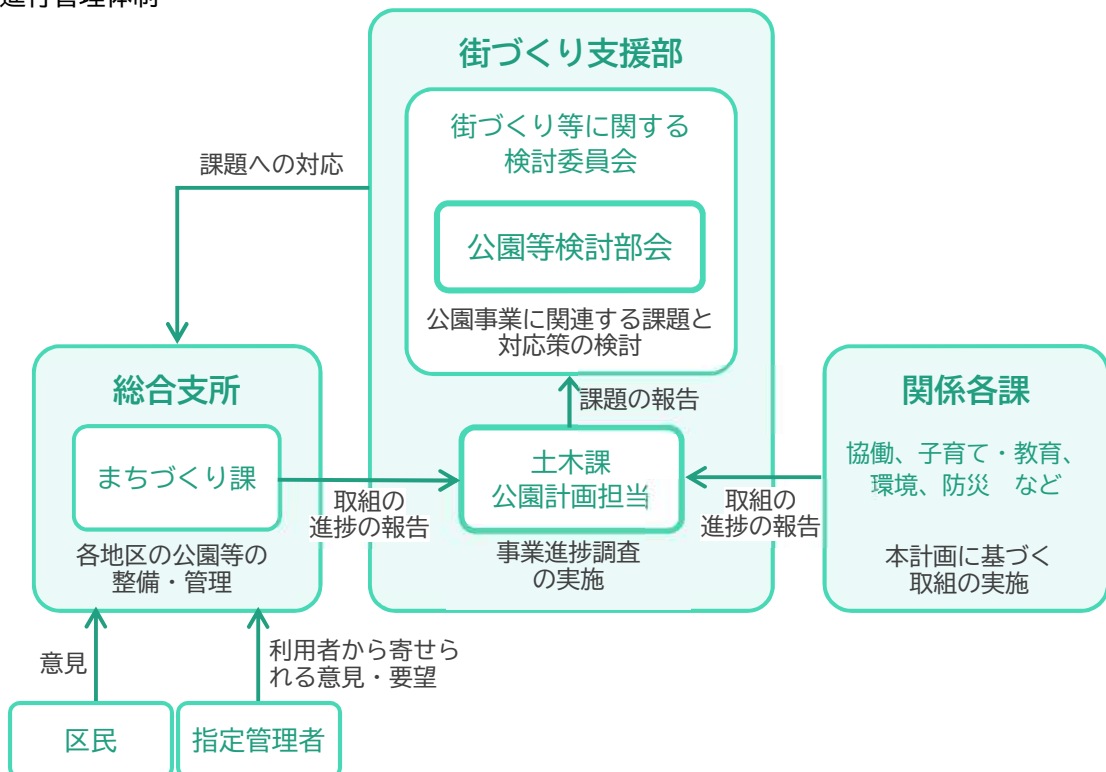 進行管理体制
街づくり支援部
街づくり等に関する
検討委員会
公園等検討部会
公園事業に関連する課題と
対応策の検討
課題への対応
課題の報告
総合支所
まちづくり課
各地区の公園等の
整備・管理
取組の
進捗の報告
土木課
公園計画担当
事業進捗調査
の実施
取組の
進捗の報告
関係各課
協働、子育て・教育、
環境、防災　など
本計画に基づく
取組の実施
意見
利用者から寄せら
れる意見・要望
区民
指定管理者